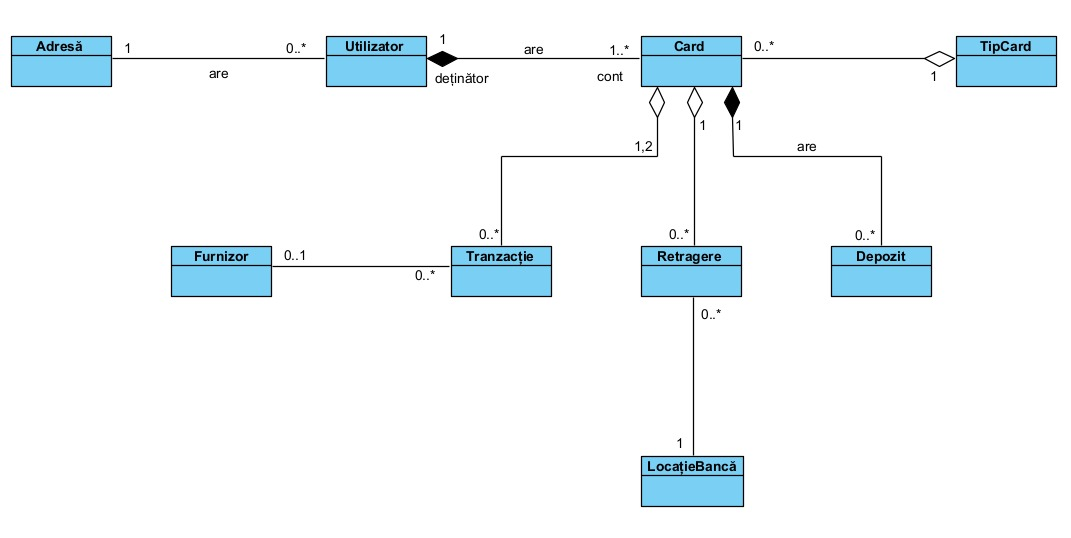 Adresă
1
0..*
are
Utilizator
1
deținător
are
1..*
cont
Card
0..*
1
TipCard
1,2
1
1
are
0..*
0..*
0..*
Furnizor
0..1
0..*
Tranzacție
Retragere
Depozit
0..*
1
LocațieBancă